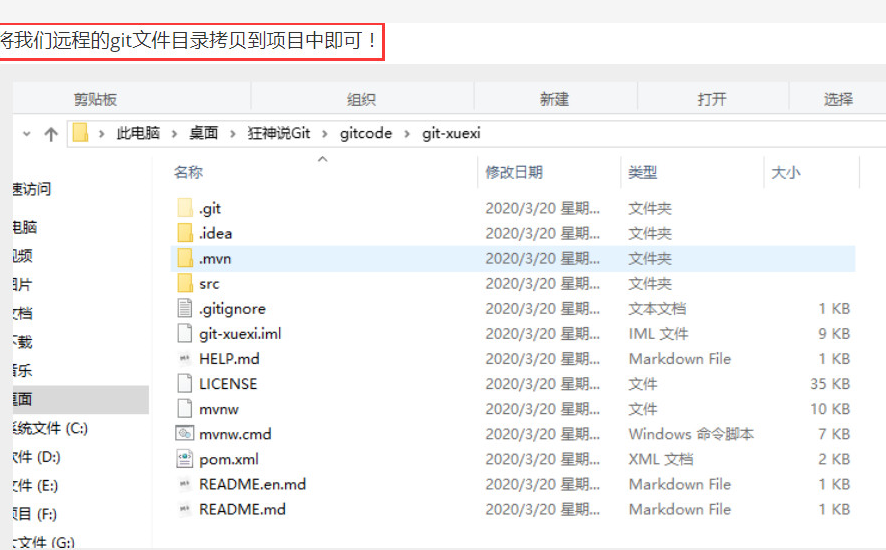 将我们远程的git文件目录拷贝到项目中即可！
剪贴板 组织 新建 打开 选择
此电脑 桌面 狂神说Git gitcode git-xuexi
名称 修改日期 类型 大小
速访问
电脑
视频
图片
文档
下载
音乐
桌面
系统文件 (C:)
软件 (D:)
文件 (E:)
项目 (F:)
大文件 (G:)
.git 2020/3/20 星期... 文件夹
.idea 2020/3/20 星期... 文件夹
.mvn 2020/3/20 星期... 文件夹
src 2020/3/20 星期... 文件夹
.gitignore 2020/3/20 星期... 文本文档 1 KB
git-xuexi.iml 2020/3/20 星期... IML 文件 9 KB
HELP.md 2020/3/20 星期... Markdown File 1 KB
LICENSE 2020/3/20 星期... 文件 35 KB
mvnw 2020/3/20 星期... 文件 10 KB
mvnw.cmd 2020/3/20 星期... Windows 命令脚本 7 KB
pom.xml 2020/3/20 星期... XML 文档 2 KB
README.en.md 2020/3/20 星期... Markdown File 1 KB
README.md 2020/3/20 星期... Markdown File 1 KB